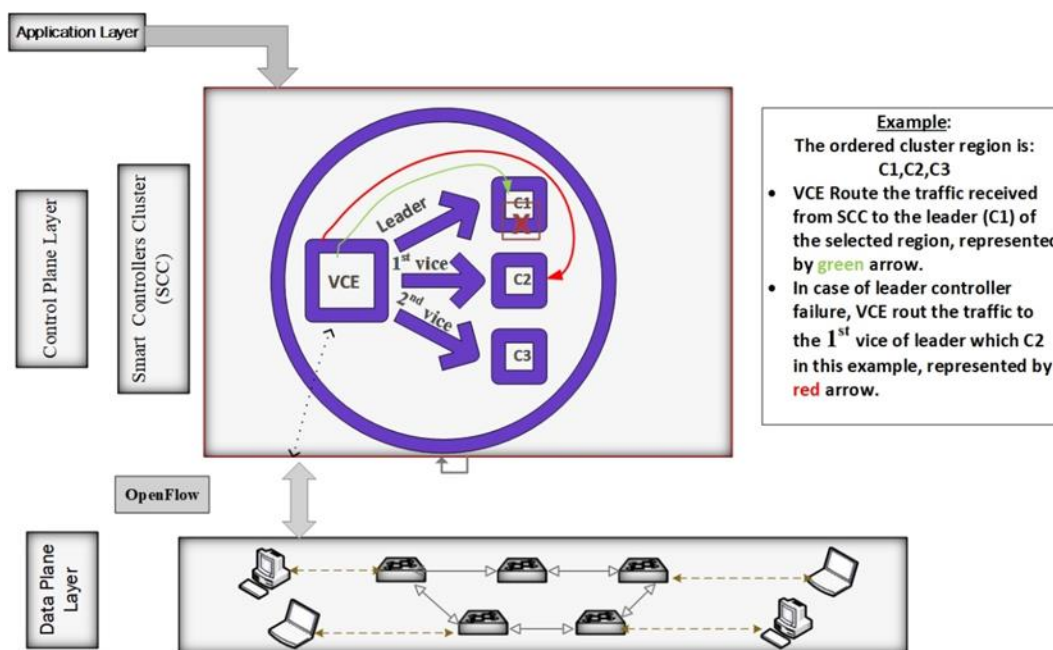 Application Layer
Control Plane Layer
Smart Controllers Cluster
(SCC)
Leader
1st vice
2nd vice
VCE
C1
X
C2
C3
Example:
The ordered cluster region is:
C1,C2,C3
• VCE Route the traffic received
from SCC to the leader (C1) of
the selected region, represented
by green arrow.
• In case of leader controller
failure, VCE rout the traffic to
the 1st vice of leader which C2
in this example, represented by
red arrow.
OpenFlow
Data Plane
Layer